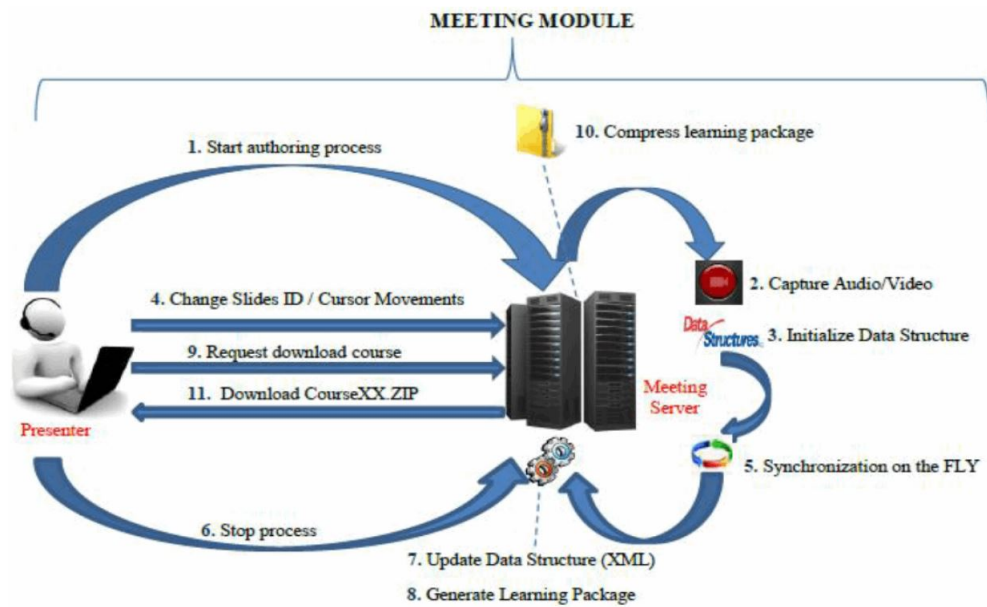 MEETING MODULE
10. Compress learning package
1. Start authoring process
2. Capture Audio/Video
4. Change Slides ID / Cursor Movements
Data
Structures
3. Initialize Data Structure
9. Request download course
11. Download CourseXX.ZIP
Meeting
Server
Presenter
5. Synchronization on the FLY
6. Stop process
7. Update Data Structure (XML)
8. Generate Learning Package